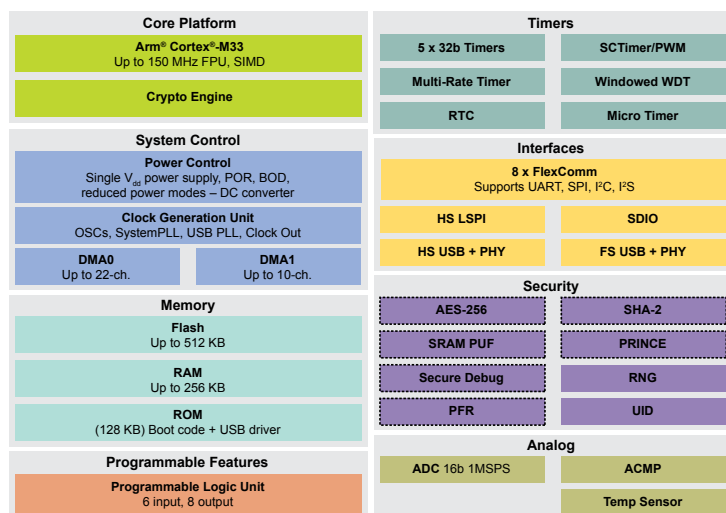 Core Platform
Arm® Cortex®-M33
Up to 150 MHz FPU, SIMD
Crypto Engine
System Control
Power Control
Single Vdd power supply, POR, BOD,
reduced power modes – DC converter
Clock Generation Unit
OSCs, SystemPLL, USB PLL, Clock Out
DMA0
Up to 22-ch.
DMA1
Up to 10-ch.
Memory
Flash
Up to 512 KB
RAM
Up to 256 KB
ROM
(128 KB) Boot code + USB driver
Programmable Features
Programmable Logic Unit
6 input, 8 output
Timers
5 x 32b Timers
SCTimer/PWM
Multi-Rate Timer
Windowed WDT
RTC
Micro Timer
Interfaces
8 x FlexComm
Supports UART, SPI, I²C, I²S
HS LSPI
SDIO
HS USB + PHY
FS USB + PHY
Security
AES-256
SHA-2
SRAM PUF
PRINCE
Secure Debug
RNG
PFR
UID
Analog
ADC 16b 1MSPS
ACMP
Temp Sensor